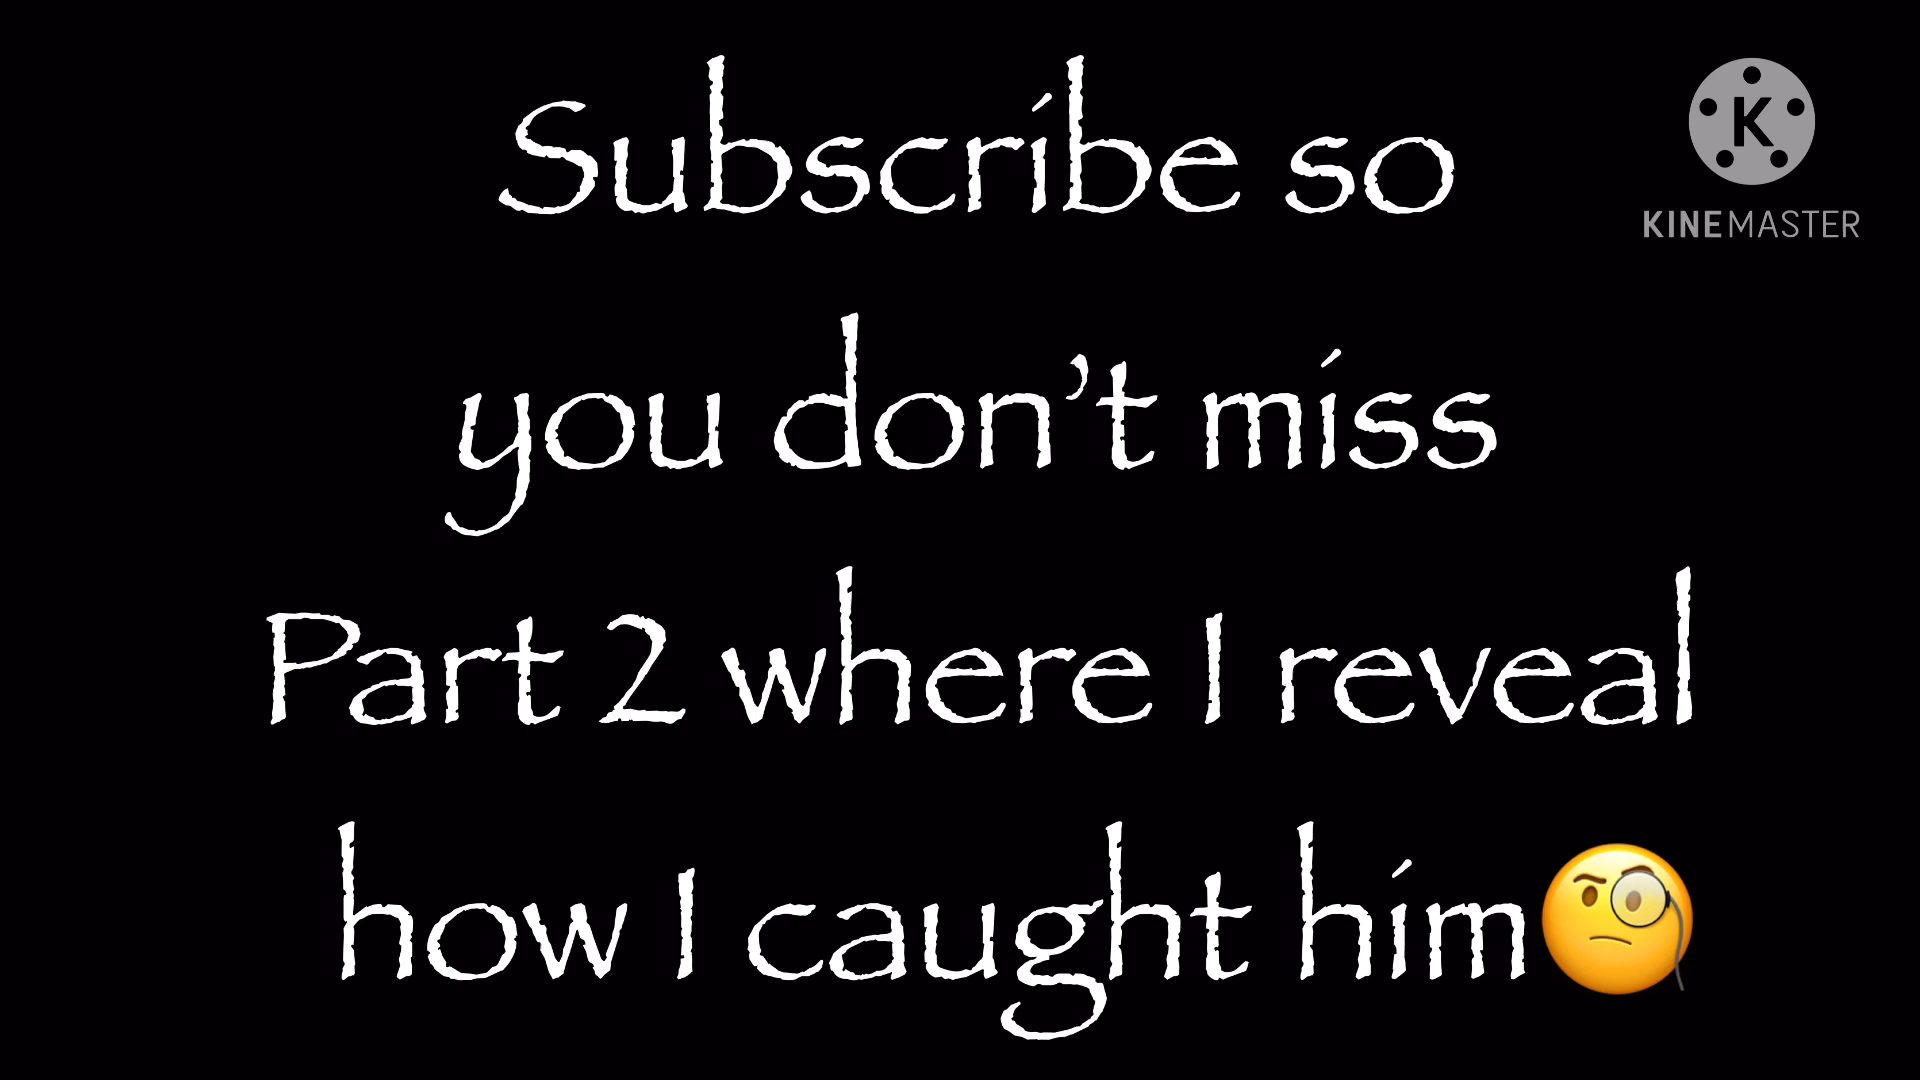 Subscribe so
K
KINEMASTER
you don’t miss
Part 2 where I reveal
how I caught him🧐